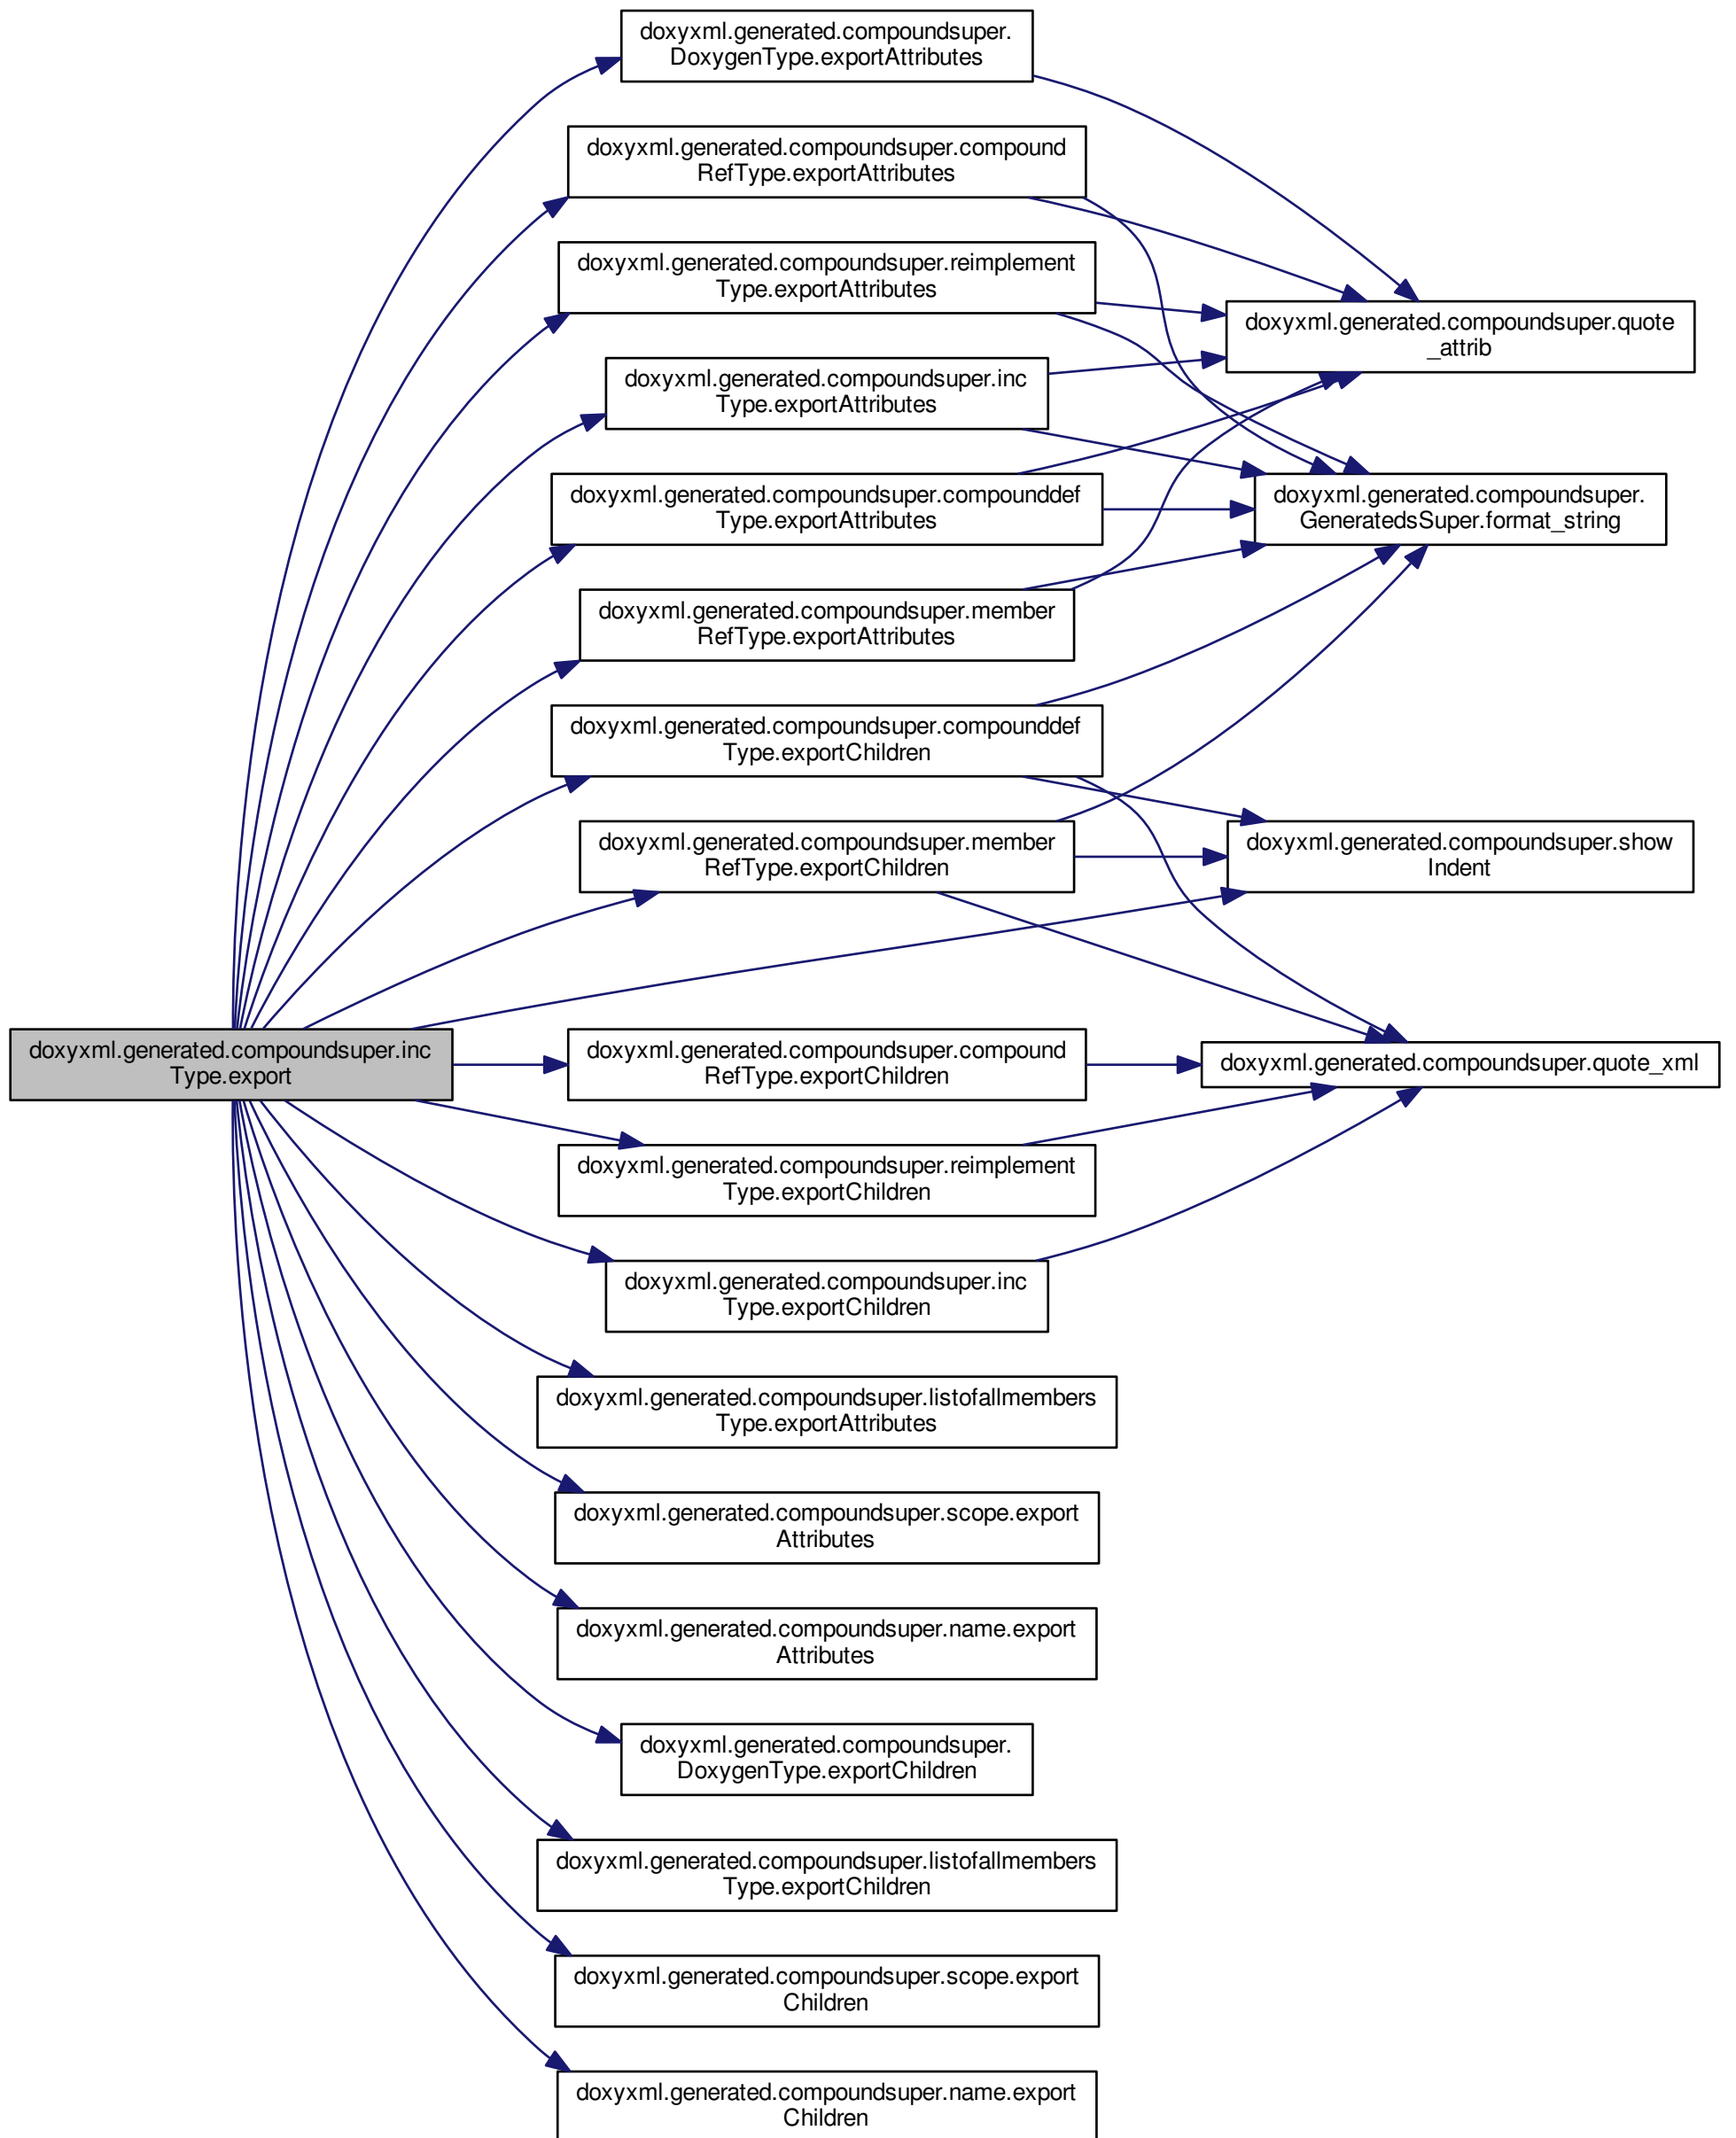 doxyxml.generated.compoundsuper.
DoxygenType.exportAttributes
doxyxml.generated.compoundsuper.compound
RefType.exportAttributes
doxyxml.generated.compoundsuper.reimplement
Type.exportAttributes
doxyxml.generated.compoundsuper.quote
_attrib
doxyxml.generated.compoundsuper.inc
Type.exportAttributes
doxyxml.generated.compoundsuper.compounddef
Type.exportAttributes
doxyxml.generated.compoundsuper.
GeneratedsSuper.format_string
doxyxml.generated.compoundsuper.member
RefType.exportAttributes
doxyxml.generated.compoundsuper.compounddef
Type.exportChildren
doxyxml.generated.compoundsuper.member
RefType.exportChildren
doxyxml.generated.compoundsuper.show
Indent
doxyxml.generated.compoundsuper.inc
Type.export
doxyxml.generated.compoundsuper.compound
RefType.exportChildren
doxyxml.generated.compoundsuper.quote_xml
doxyxml.generated.compoundsuper.reimplement
Type.exportChildren
doxyxml.generated.compoundsuper.inc
Type.exportChildren
doxyxml.generated.compoundsuper.listofallmembers
Type.exportAttributes
doxyxml.generated.compoundsuper.scope.export
Attributes
doxyxml.generated.compoundsuper.name.export
Attributes
doxyxml.generated.compoundsuper.
DoxygenType.exportChildren
doxyxml.generated.compoundsuper.listofallmembers
Type.exportChildren
doxyxml.generated.compoundsuper.scope.export
Children
doxyxml.generated.compoundsuper.name.export
Children